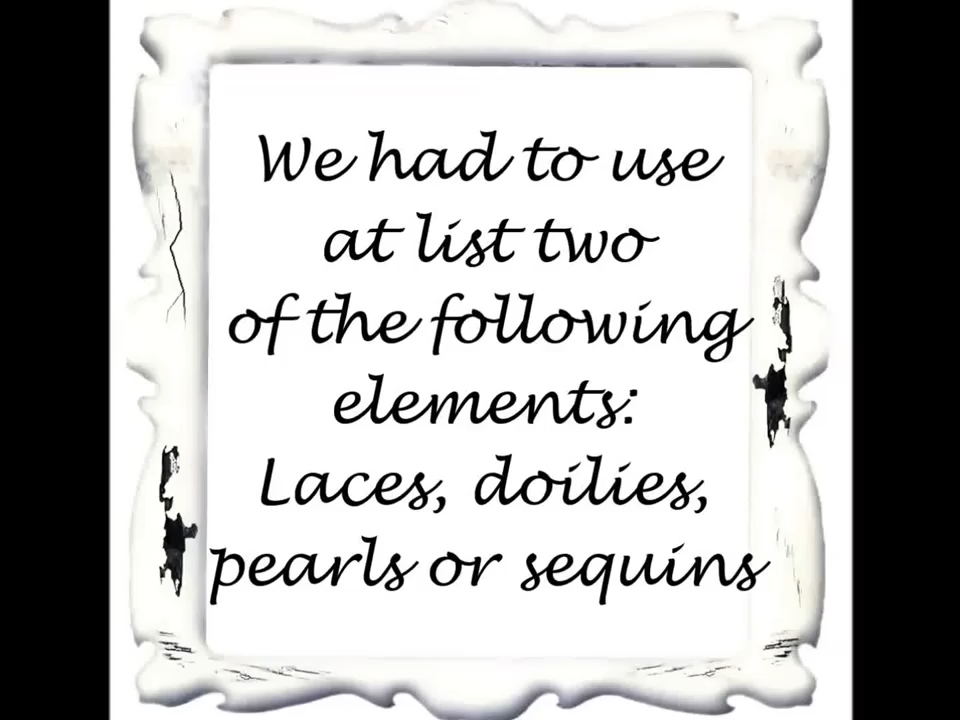 We had to use
at list two
of the following
elements:
Laces, doilies,
pearls or sequins